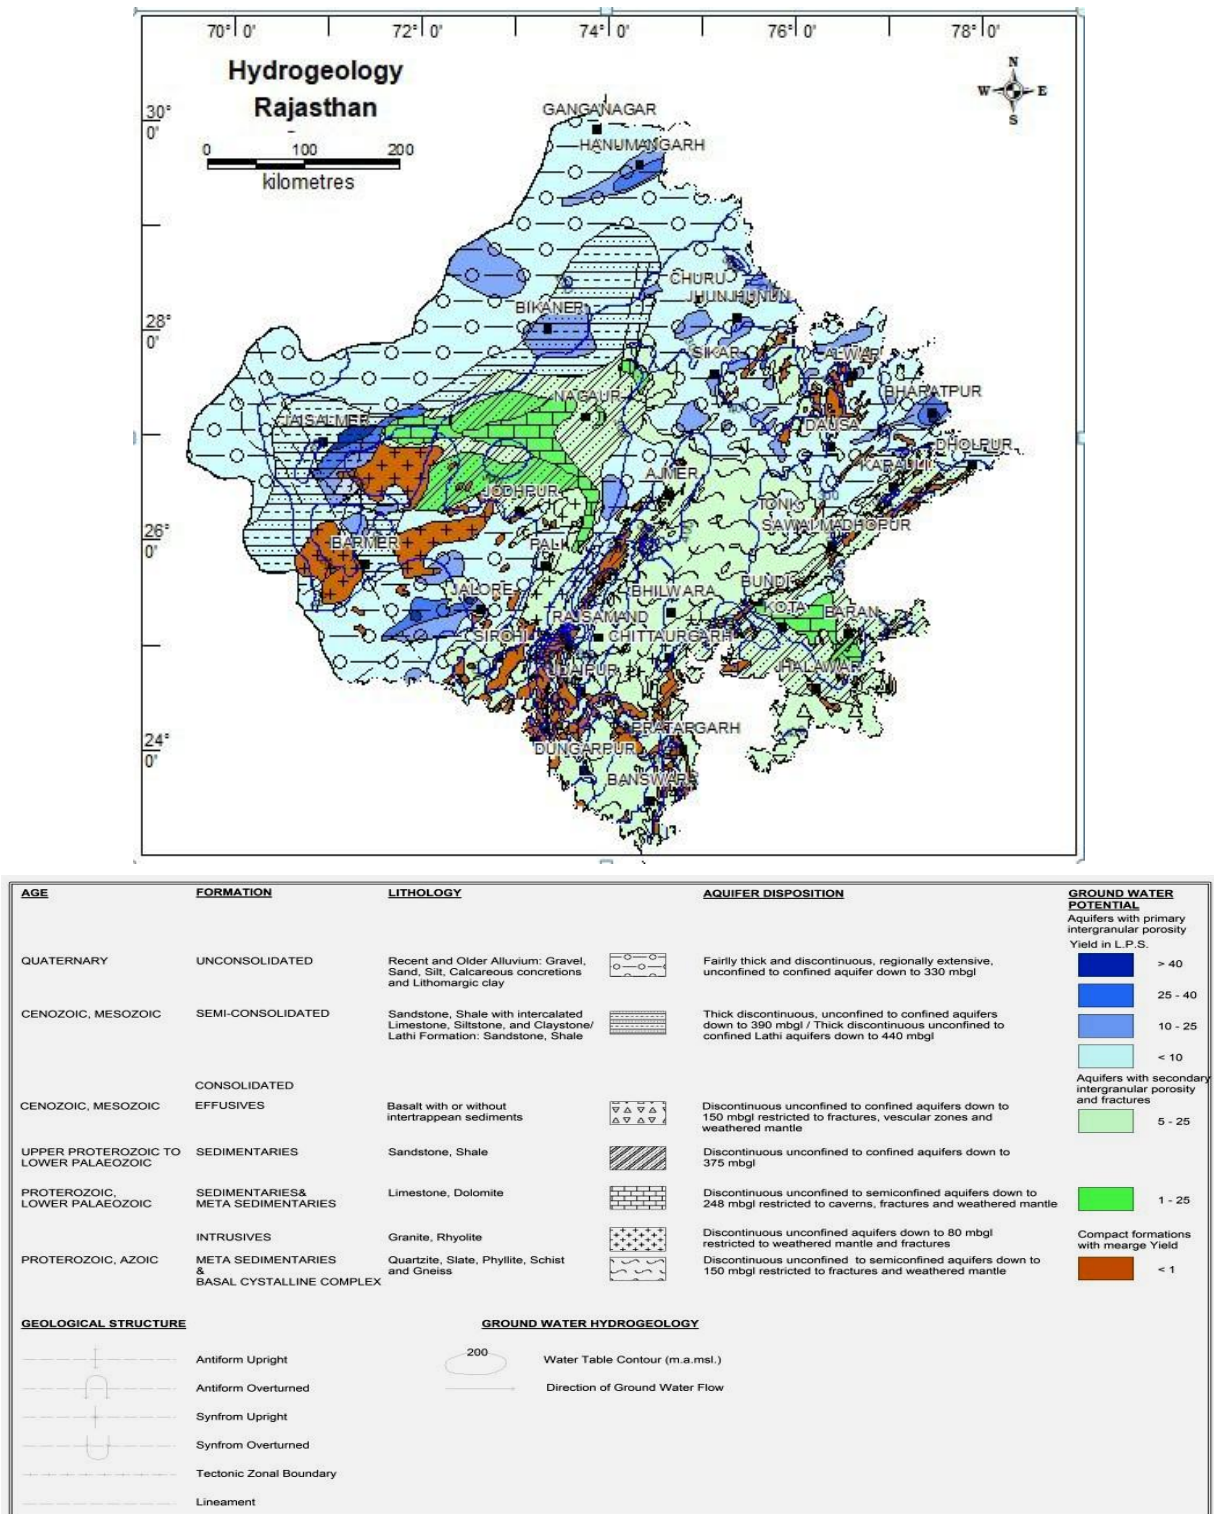 70° 0' 72° 0' 74° 0' 76° 0' 78° 0'
Hydrogeology
Rajasthan
0 100 200
kilometres
N
W E
S
30°
0'
28°
0'
26°
0'
24°
0'
GANGANAGAR
HANUMANGARH
CHURU
JHUNJHUNUN
BIKANER
SIKAR
ALWAR
NAGAUR
BHARATPUR
JAISALMER
DAUSA
DHOLPUR
KARAULI
AJMER
JODHPUR
TONK
SAWAI MADHOPUR
BARMER
PALI
BUNDI
JALORE
BHILWARA
KOTA
BARAN
RAJSAMAND
SIROHI
CHITTAURGARH
UDAIPUR
JHALAWAR
PRATAPGARH
DUNGARPUR
BANSWARA
AGE FORMATION LITHOLOGY AQUIFER DISPOSITION GROUND WATER
POTENTIAL
Aquifers with primary
intergranular porosity
Yield in L.P.S.
QUATERNARY UNCONSOLIDATED Recent and Older Alluvium: Gravel, Fairlly thick and discontinuous, regionally extensive, > 40
Sand, Silt, Calcareous concretions unconfined to confined aquifer down to 330 mbgl
and Lithomargic clay
25 - 40
CENOZOIC, MESOZOIC SEMI-CONSOLIDATED Sandstone, Shale with intercalated Thick discontinuous, unconfined to confined aquifers
Limestone, Siltstone, and Claystone/ down to 390 mbgl / Thick discontinuous unconfined to 10 - 25
Lathi Formation: Sandstone, Shale confined Lathi aquifers down to 440 mbgl
< 10
CONSOLIDATED Aquifers with secondary
intergranular porosity
and fractures
CENOZOIC, MESOZOIC EFFUSIVES Basalt with or without Discontinuous unconfined to confined aquifers down to
intertrappean sediments 150 mbgl restricted to fractures, vescular zones and 5 - 25
weathered mantle
UPPER PROTEROZOIC TO SEDIMENTARIES Sandstone, Shale Discontinuous unconfined to confined aquifers down to
LOWER PALAEOZOIC 375 mbgl
PROTEROZOIC, SEDIMENTARIES& Limestone, Dolomite Discontinuous unconfined to semiconfined aquifers down to
LOWER PALAEOZOIC META SEDIMENTARIES 248 mbgl restricted to caverns, fractures and weathered mantle 1 - 25
INTRUSIVES Granite, Rhyolite Discontinuous unconfined aquifers down to 80 mbgl Compact formations
restricted to weathered mantle and fractures with mearge Yield
PROTEROZOIC, AZOIC META SEDIMENTARIES Quartzite, Slate, Phyllite, Schist Discontinuous unconfined to semiconfined aquifers down to < 1
& and Gneiss 150 mbgl restricted to fractures and weathered mantle
BASAL CYSTALLINE COMPLEX
GEOLOGICAL STRUCTURE GROUND WATER HYDROGEOLOGY
Antiform Upright 200 Water Table Contour (m.a.msl.)
Antiform Overturned Direction of Ground Water Flow
Synfrom Upright
Synfrom Overturned
Tectonic Zonal Boundary
Lineament